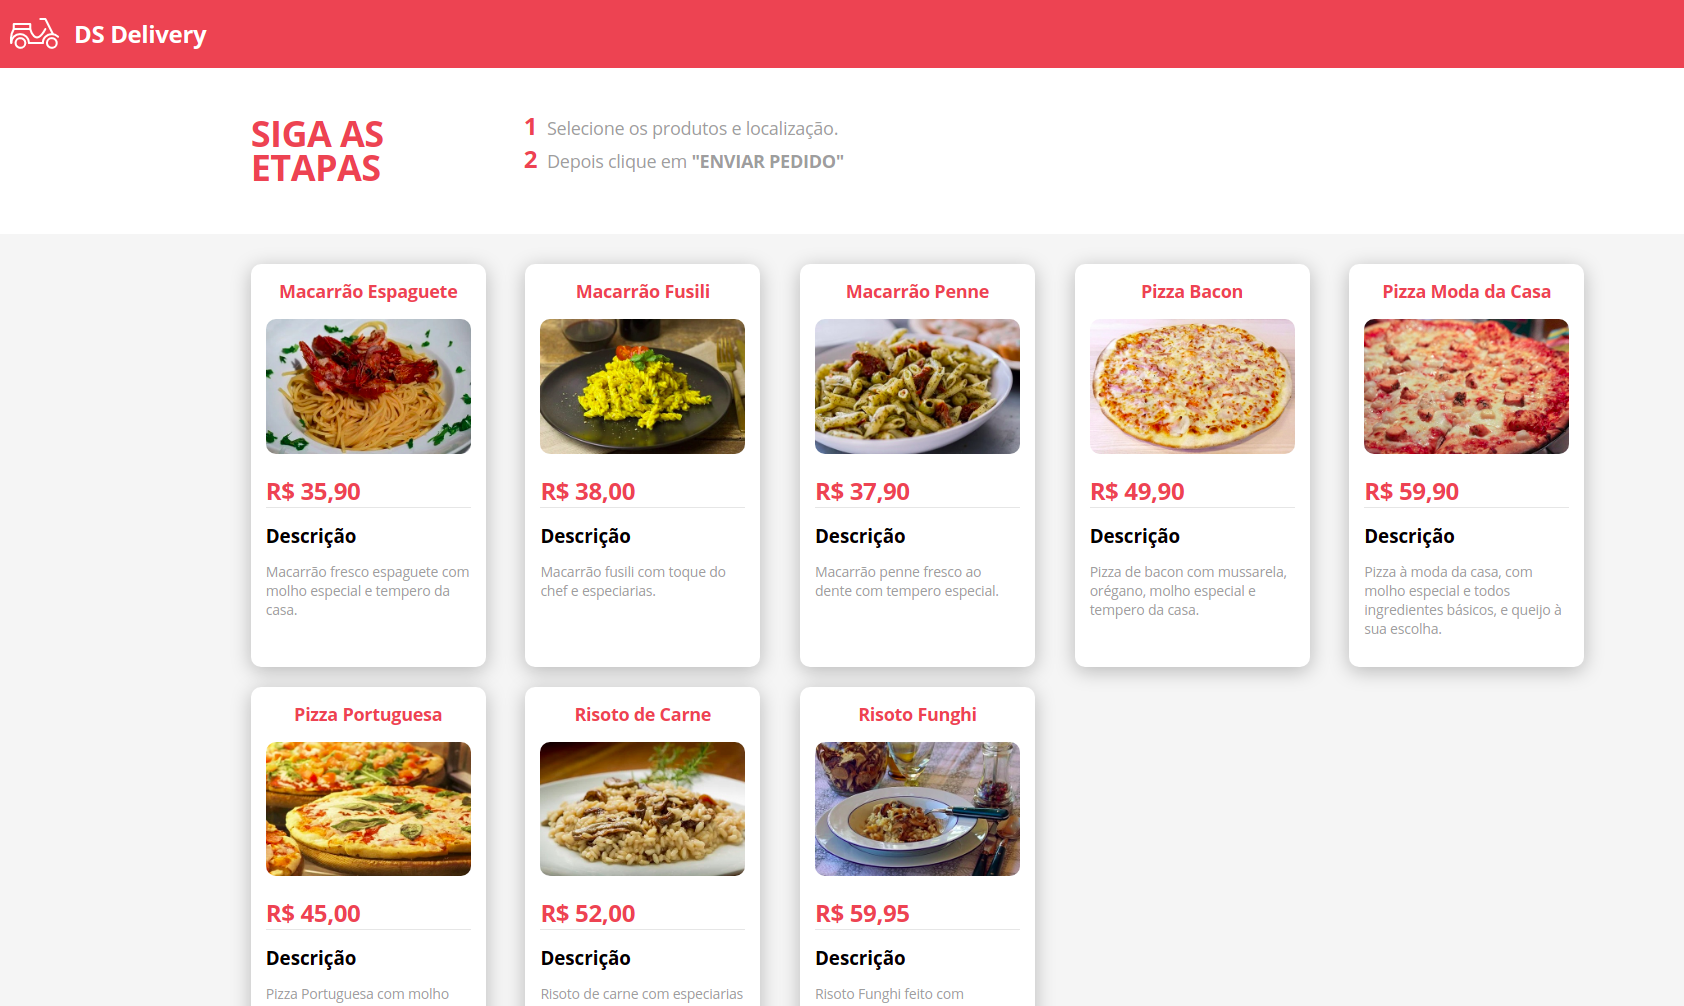 DS Delivery
SIGA AS
ETAPAS
1 Selecione os produtos e localização.
2 Depois clique em "ENVIAR PEDIDO"
Macarrão Espaguete
R$ 35,90
Descrição
Macarrão fresco espaguete com
molho especial e tempero da
casa.
Macarrão Fusili
R$ 38,00
Descrição
Macarrão fusili com toque do
chef e especiarias.
Macarrão Penne
R$ 37,90
Descrição
Macarrão penne fresco ao
dente com tempero especial.
Pizza Bacon
R$ 49,90
Descrição
Pizza de bacon com mussarela,
orégano, molho especial e
tempero da casa.
Pizza Moda da Casa
R$ 59,90
Descrição
Pizza à moda da casa, com
molho especial e todos
ingredientes básicos, e queijo à
sua escolha.
Pizza Portuguesa
R$ 45,00
Descrição
Pizza Portuguesa com molho
Risoto de Carne
R$ 52,00
Descrição
Risoto de carne com especiarias
Risoto Funghi
R$ 59,95
Descrição
Risoto Funghi feito com